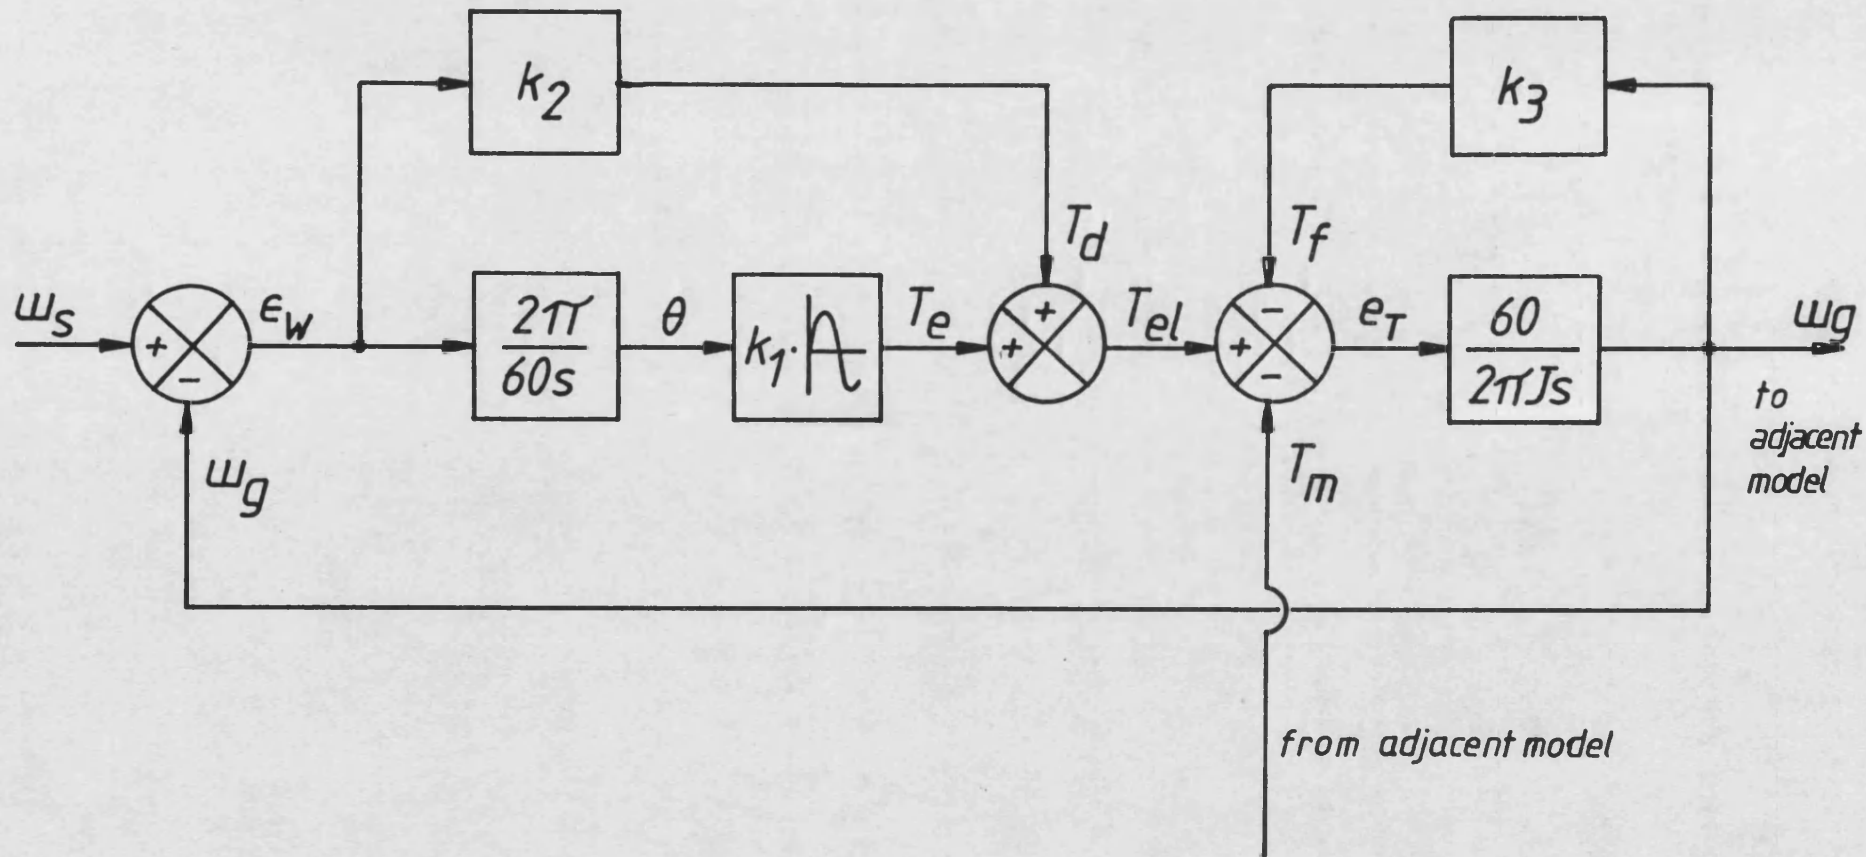 k2
k3
Td
Tf
ωs
+
-
ϵw
2π
60s
θ
k1·
Te
+
+
Tel
-
+
-
eT
60
2πJs
ωg
to
adjacent
model
ωg
Tm
from adjacent model